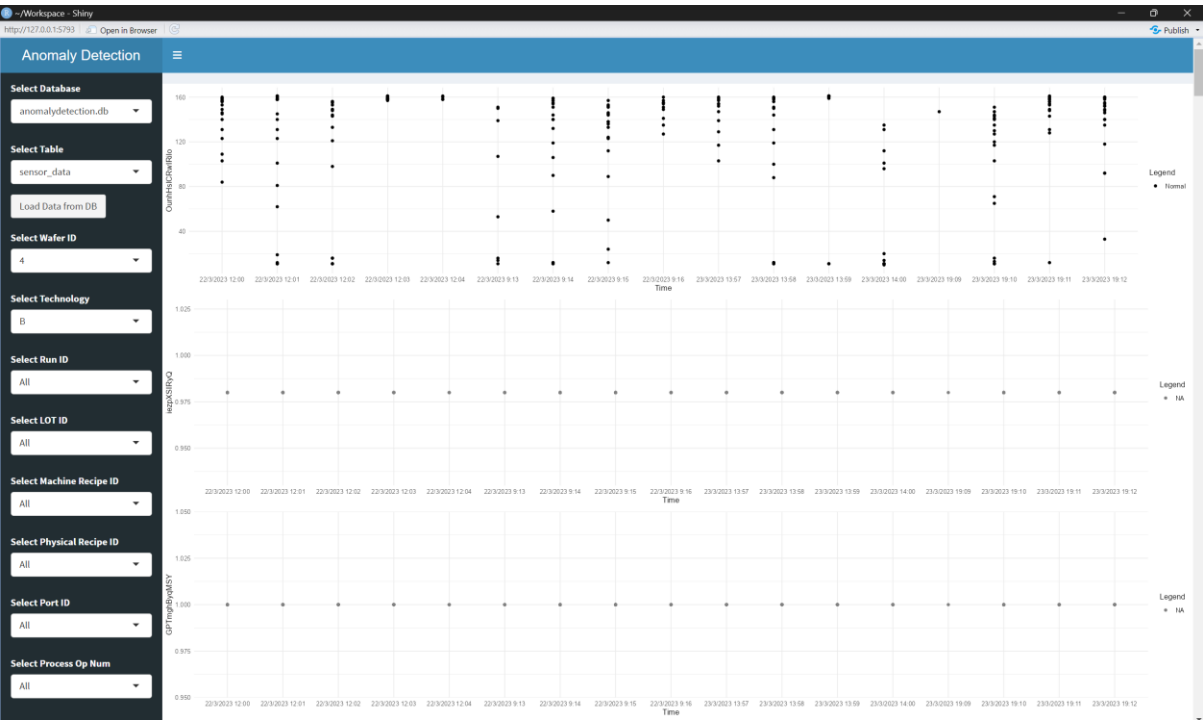 ~/Workspace - Shiny
http://127.0.0.1:5793 Open in Browser Publish
Anomaly Detection
Select Database
anomalydetection.db
Select Table
sensor_data
Load Data from DB
Select Wafer ID
4
Select Technology
B
Select Run ID
All
Select LOT ID
All
Select Machine Recipe ID
All
Select Physical Recipe ID
All
Select Port ID
All
Select Process Op Num
All
160
120
80
40
22/3/2023 12:00 22/3/2023 12:01 22/3/2023 12:02 22/3/2023 12:03 22/3/2023 12:04 22/3/2023 9:13 22/3/2023 9:14 22/3/2023 9:15 22/3/2023 9:16 23/3/2023 13:57 23/3/2023 13:58 23/3/2023 13:59 23/3/2023 14:00 23/3/2023 19:09 23/3/2023 19:10 23/3/2023 19:11 23/3/2023 19:12
Time
Legend
Normal
1.025
1.000
0.975
0.950
22/3/2023 12:00 22/3/2023 12:01 22/3/2023 12:02 22/3/2023 12:03 22/3/2023 12:04 22/3/2023 9:13 22/3/2023 9:14 22/3/2023 9:15 22/3/2023 9:16 23/3/2023 13:57 23/3/2023 13:58 23/3/2023 13:59 23/3/2023 14:00 23/3/2023 19:09 23/3/2023 19:10 23/3/2023 19:11 23/3/2023 19:12
Time
Legend
NA
1.050
1.025
1.000
0.975
0.950
GPTmghByqMSY
22/3/2023 12:00 22/3/2023 12:01 22/3/2023 12:02 22/3/2023 12:03 22/3/2023 12:04 22/3/2023 9:13 22/3/2023 9:14 22/3/2023 9:15 22/3/2023 9:16 23/3/2023 13:57 23/3/2023 13:58 23/3/2023 13:59 23/3/2023 14:00 23/3/2023 19:09 23/3/2023 19:10 23/3/2023 19:11 23/3/2023 19:12
Time
Legend
NA